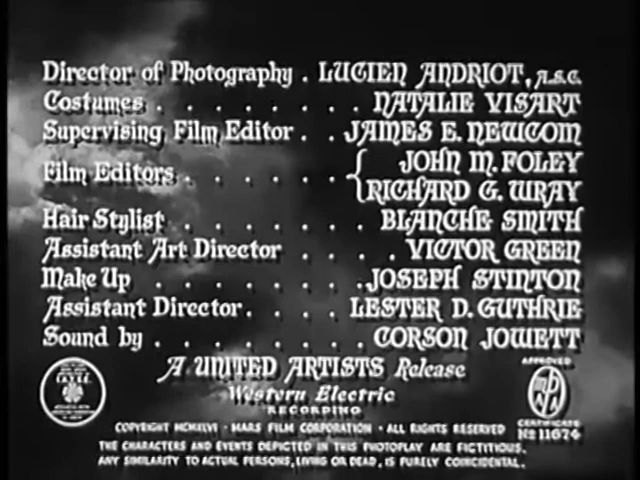 Director of Photography . LUCIEN ANDRIOT, A.S.C.
Costumes . . . . . . . . NATALIE VISART
Supervising Film Editor . . JAMES E. NEWCOM
Film Editors . . . . . . { JOHN M. FOLEY
RICHARD G. WRAY
Hair Stylist . . . . . . . BLANCHE SMITH
Assistant Art Director . . . . VICTOR GREEN
Make Up . . . . . . . . JOSEPH STINTON
Assistant Director . . . . LESTER D. GUTHRIE
Sound by . . . . . . . . CORSON JOWETT
A UNITED ARTISTS Release
Western Electric
RECORDING
I.A.T.S.E.
APPROVED
MPDA
CERTIFICATE
No 11674
COPYRIGHT MCMXLVI · MARS FILM CORPORATION · ALL RIGHTS RESERVED
THE CHARACTERS AND EVENTS DEPICTED IN THIS PHOTOPLAY ARE FICTITIOUS.
ANY SIMILARITY TO ACTUAL PERSONS, LIVING OR DEAD, IS PURELY COINCIDENTAL.